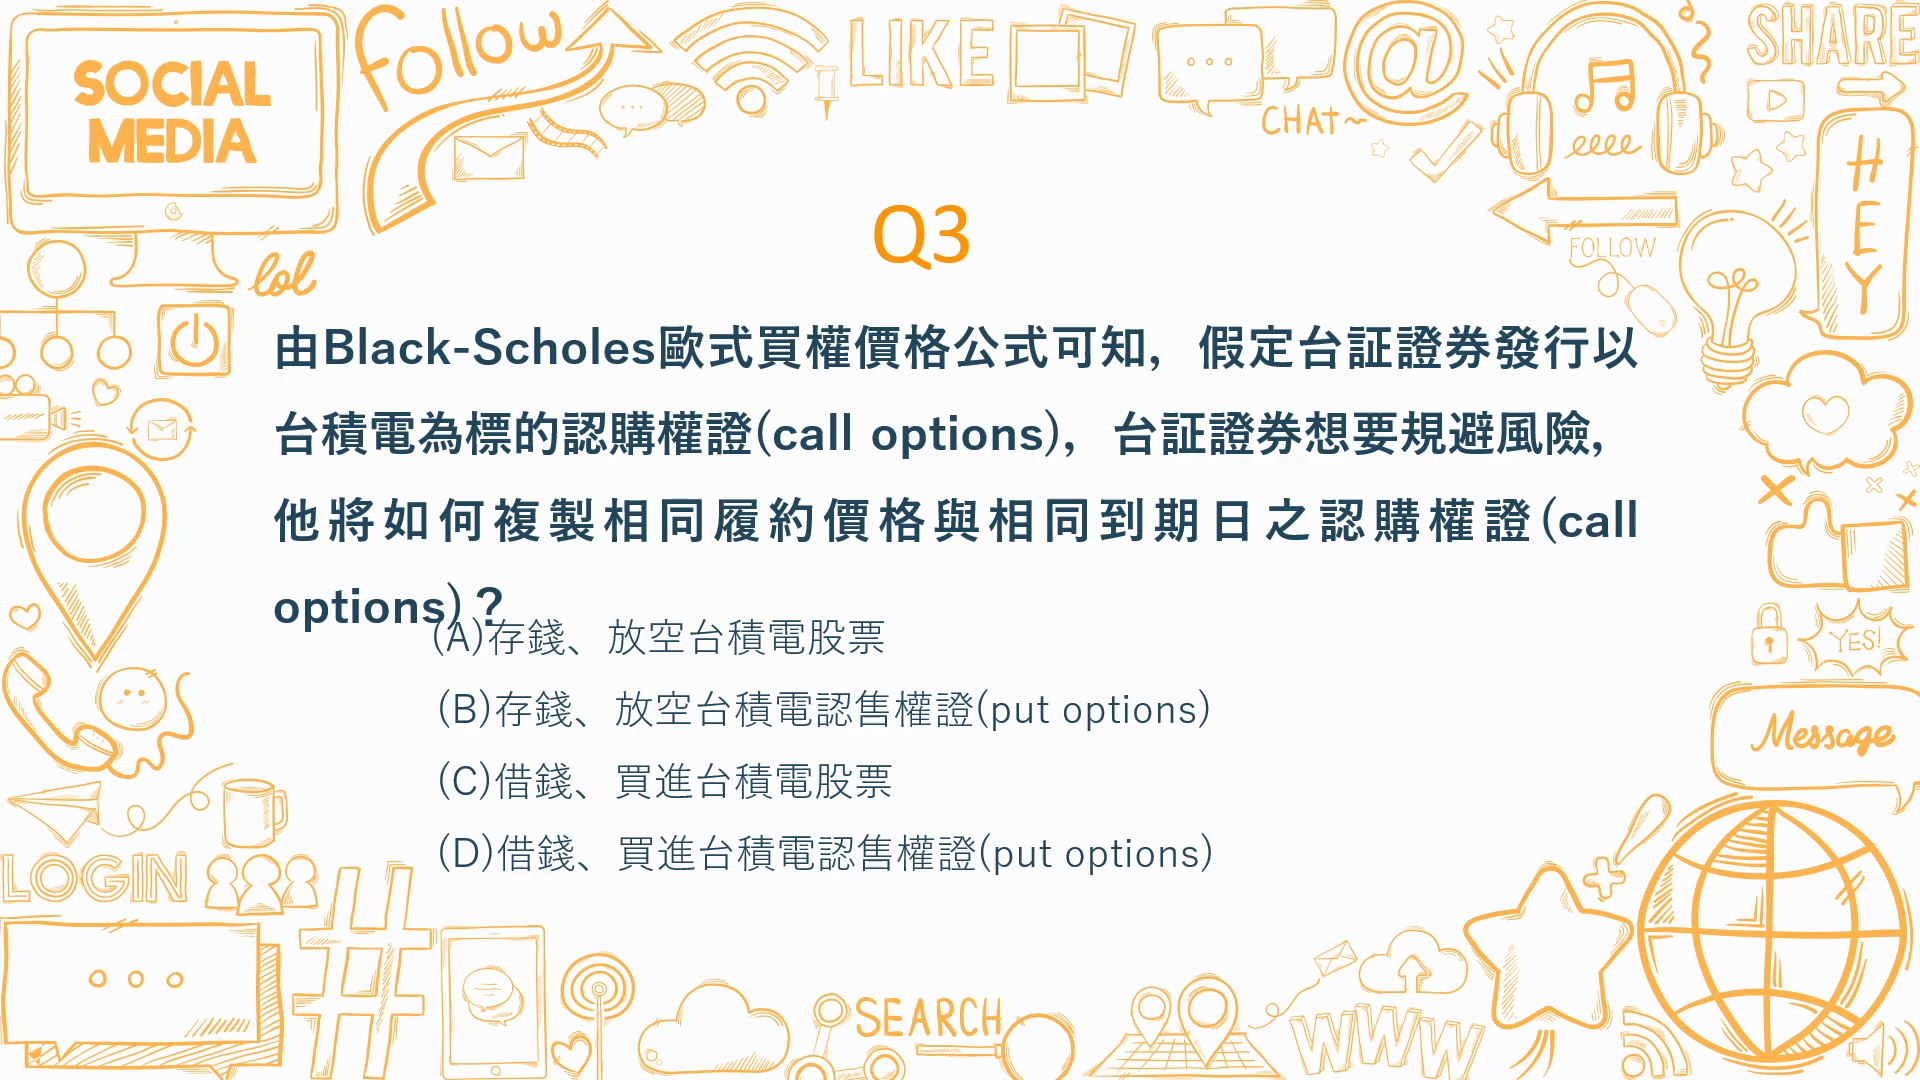 SOCIAL
MEDIA
follow
LIKE
CHAT~
@
SHARE
HEY
FOLLOW
lol
Q3
由Black-Scholes歐式買權價格公式可知，假定台証證券發行以
台積電為標的認購權證(call options)，台証證券想要規避風險，
他將如何複製相同履約價格與相同到期日之認購權證(call
options)？
(A)存錢、放空台積電股票
(B)存錢、放空台積電認售權證(put options)
(C)借錢、買進台積電股票
(D)借錢、買進台積電認售權證(put options)
YES!
Message
LOGIN
#
SEARCH
WWW